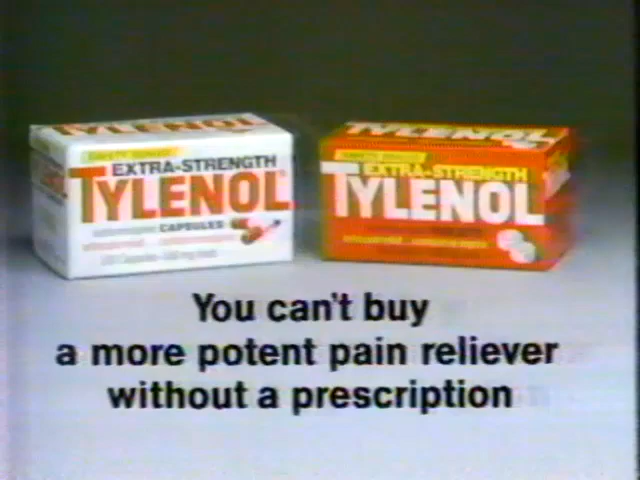 TYLENOL
EXTRA-STRENGTH
TYLENOL
CAPSULES
TYLENOL
EXTRA-STRENGTH
TYLENOL
You can't buy
a more potent pain reliever
without a prescription